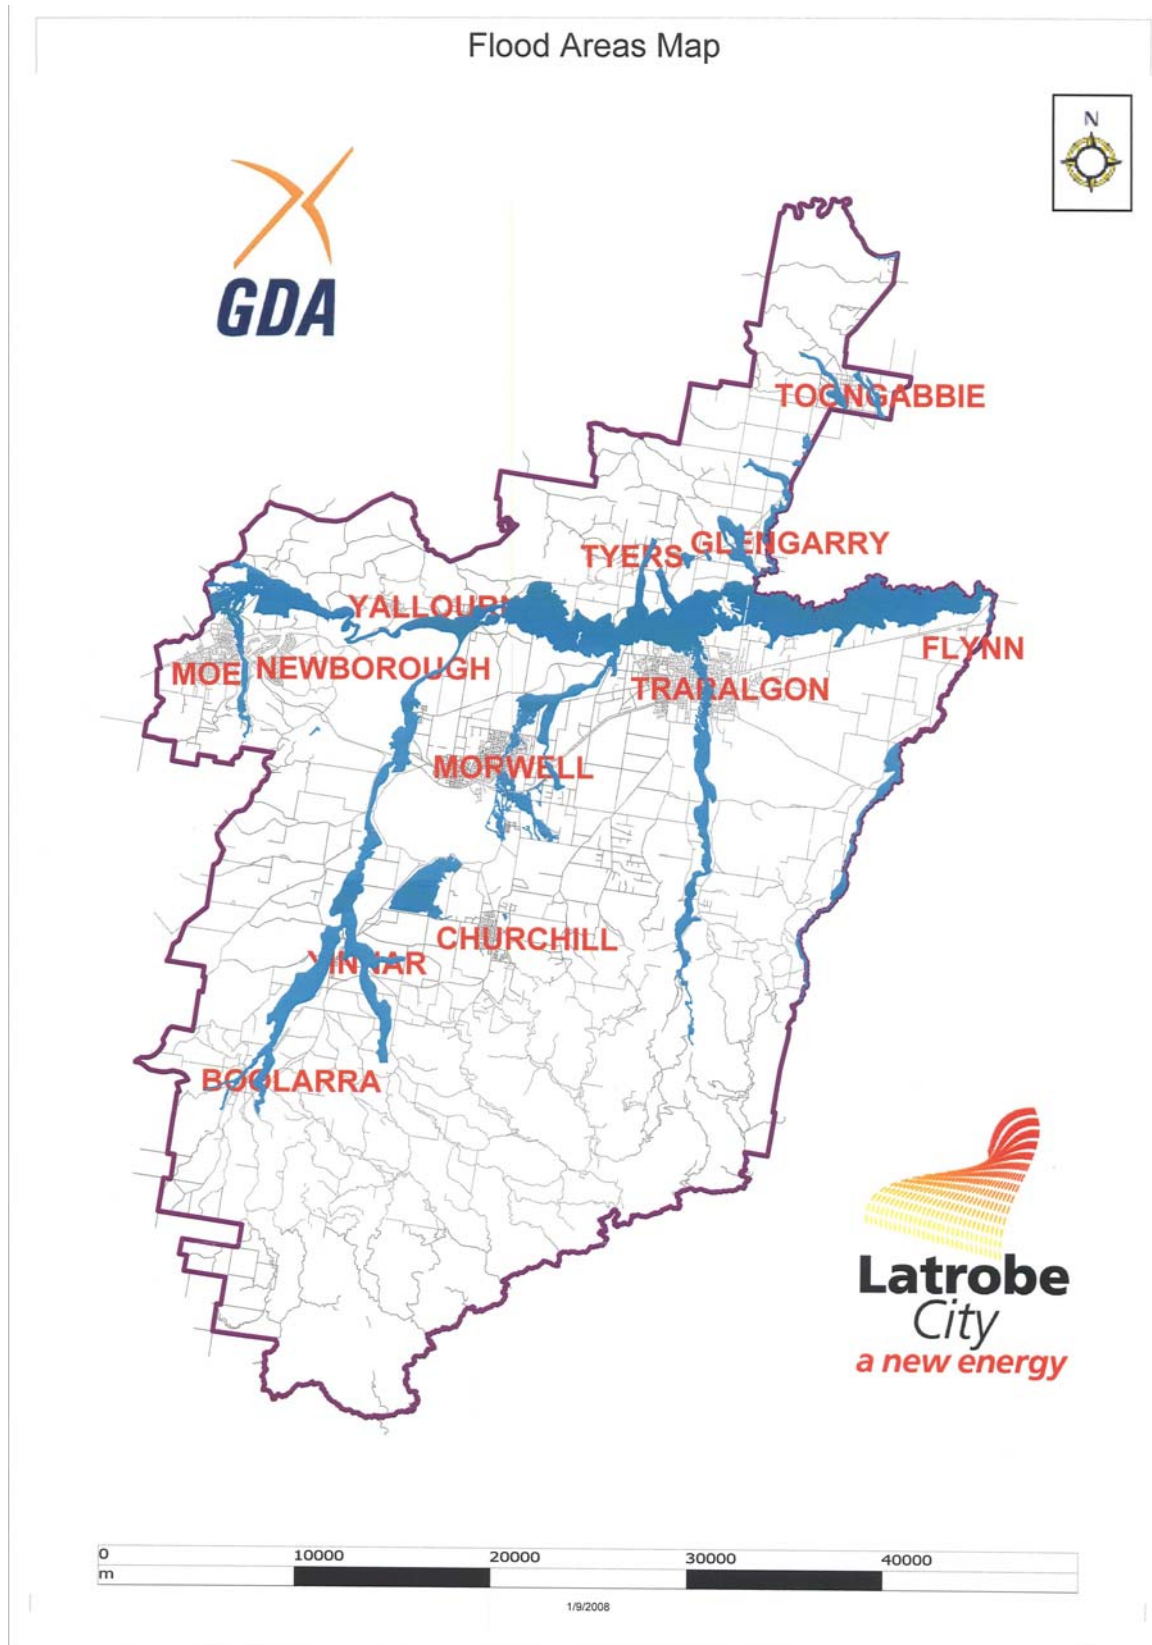 Flood Areas Map
N
GDA
TOONGABBIE
GLENGARRY
TYERS
YALLOURN
FLYNN
MOE
NEWBOROUGH
TRARALGON
MORWELL
CHURCHILL
YINNAR
BOOLARRA
Latrobe
City
a new energy
0
10000
20000
30000
40000
m
1/9/2008